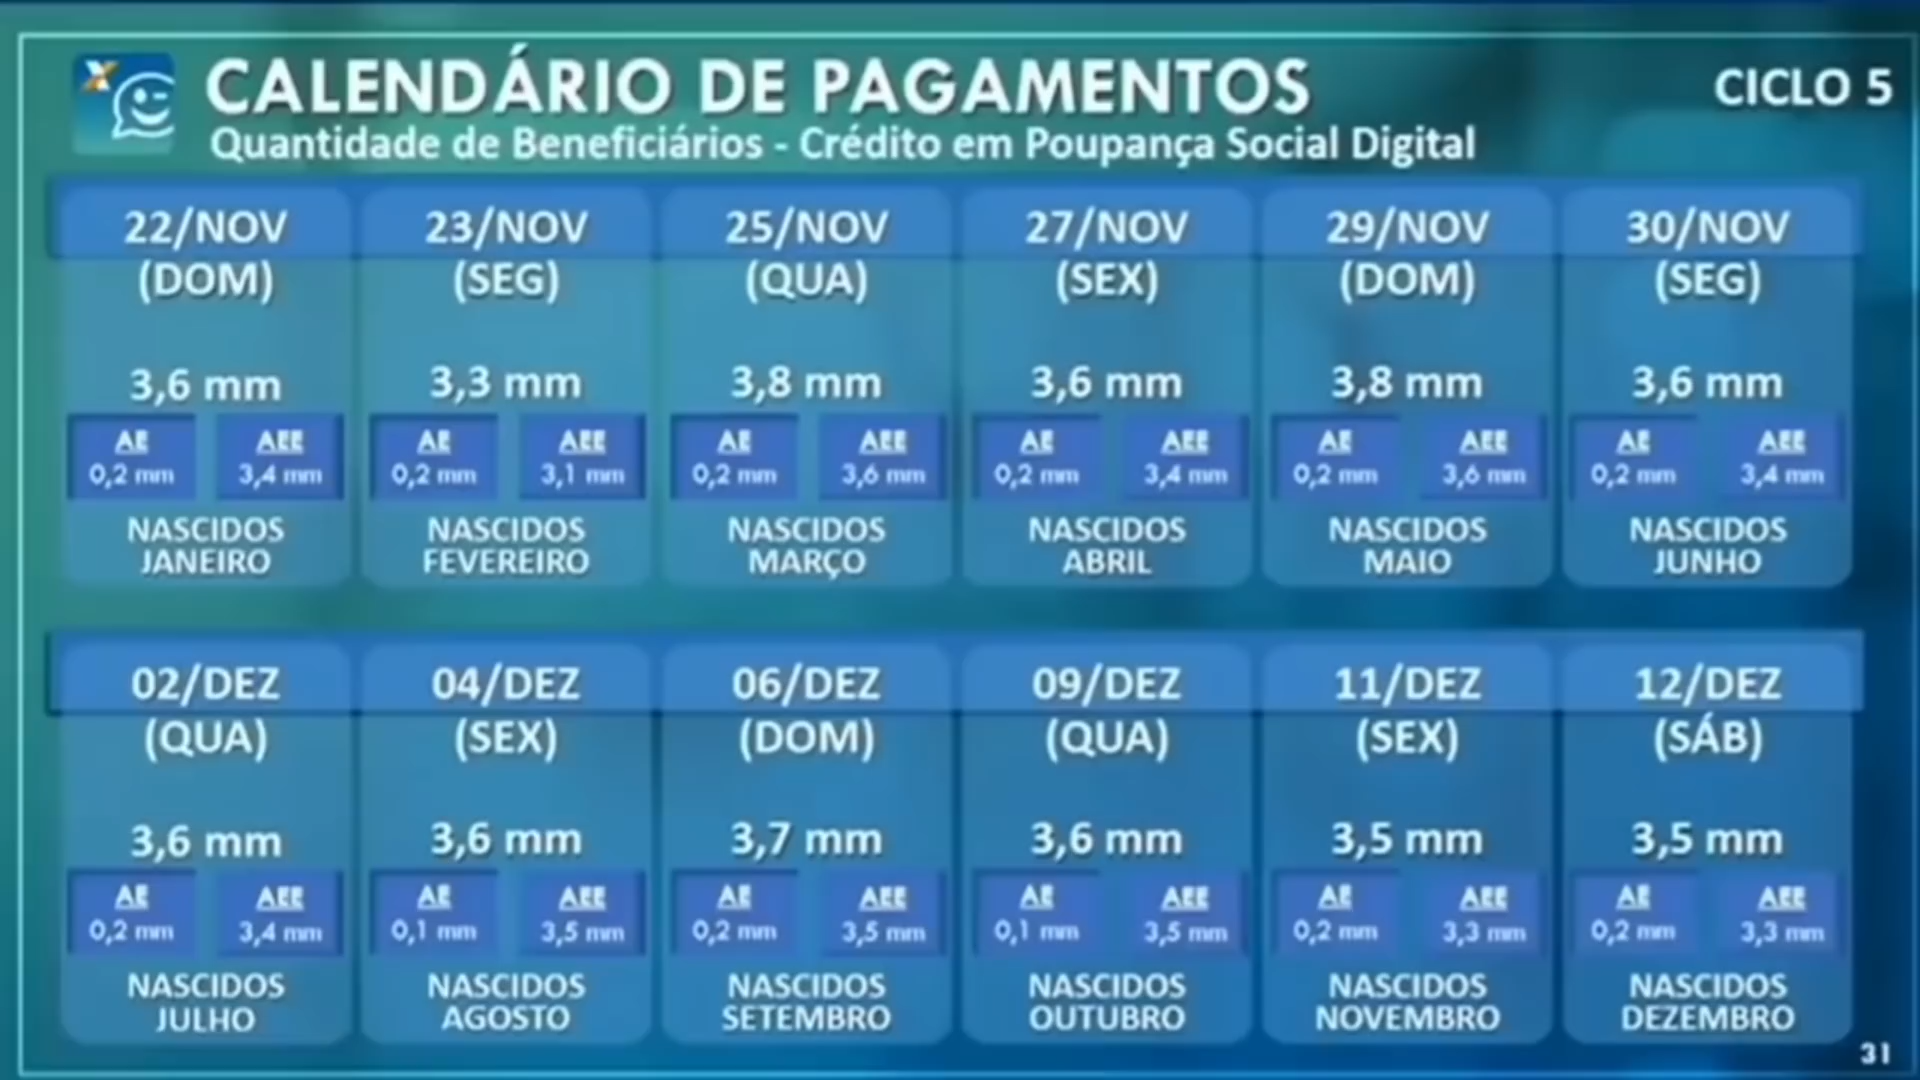 CALENDÁRIO DE PAGAMENTOS
CICLO 5
Quantidade de Beneficiários - Crédito em Poupança Social Digital
22/NOV 23/NOV 25/NOV 27/NOV 29/NOV 30/NOV
(DOM) (SEG) (QUA) (SEX) (DOM) (SEG)
3,6 mm 3,3 mm 3,8 mm 3,6 mm 3,8 mm 3,6 mm
AE AEE AE AEE AE AEE AE AEE AE AEE AE AEE
0,2 mm 3,4 mm 0,2 mm 3,1 mm 0,2 mm 3,6 mm 0,2 mm 3,4 mm 0,2 mm 3,6 mm 0,2 mm 3,4 mm
NASCIDOS NASCIDOS NASCIDOS NASCIDOS NASCIDOS NASCIDOS
JANEIRO FEVEREIRO MARÇO ABRIL MAIO JUNHO
02/DEZ 04/DEZ 06/DEZ 09/DEZ 11/DEZ 12/DEZ
(QUA) (SEX) (DOM) (QUA) (SEX) (SÁB)
3,6 mm 3,6 mm 3,7 mm 3,6 mm 3,5 mm 3,5 mm
AE AEE AE AEE AE AEE AE AEE AE AEE AE AEE
0,2 mm 3,4 mm 0,1 mm 3,5 mm 0,2 mm 3,5 mm 0,1 mm 3,5 mm 0,2 mm 3,3 mm 0,2 mm 3,3 mm
NASCIDOS NASCIDOS NASCIDOS NASCIDOS NASCIDOS NASCIDOS
JULHO AGOSTO SETEMBRO OUTUBRO NOVEMBRO DEZEMBRO
31